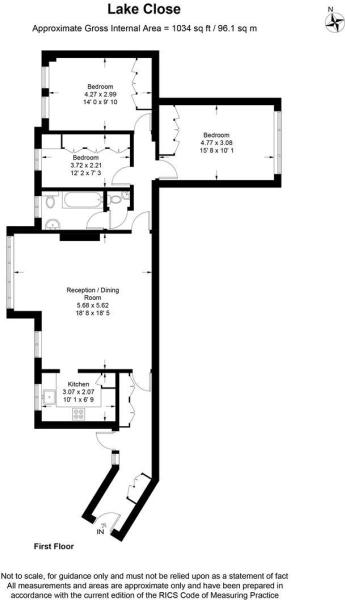 Lake Close
Approximate Gross Internal Area = 1034 sq ft / 96.1 sq m
N
Bedroom
4.27 x 2.99
14' 0 x 9' 10
Bedroom
4.77 x 3.08
15' 8 x 10' 1
Bedroom
3.72 x 2.21
12' 2 x 7' 3
Reception / Dining
Room
5.68 x 5.62
18' 8 x 18' 5
Kitchen
3.07 x 2.07
10' 1 x 6' 9
IN
First Floor
Not to scale, for guidance only and must not be relied upon as a statement of fact
All measurements and areas are approximate only and have been prepared in
accordance with the current edition of the RICS Code of Measuring Practice